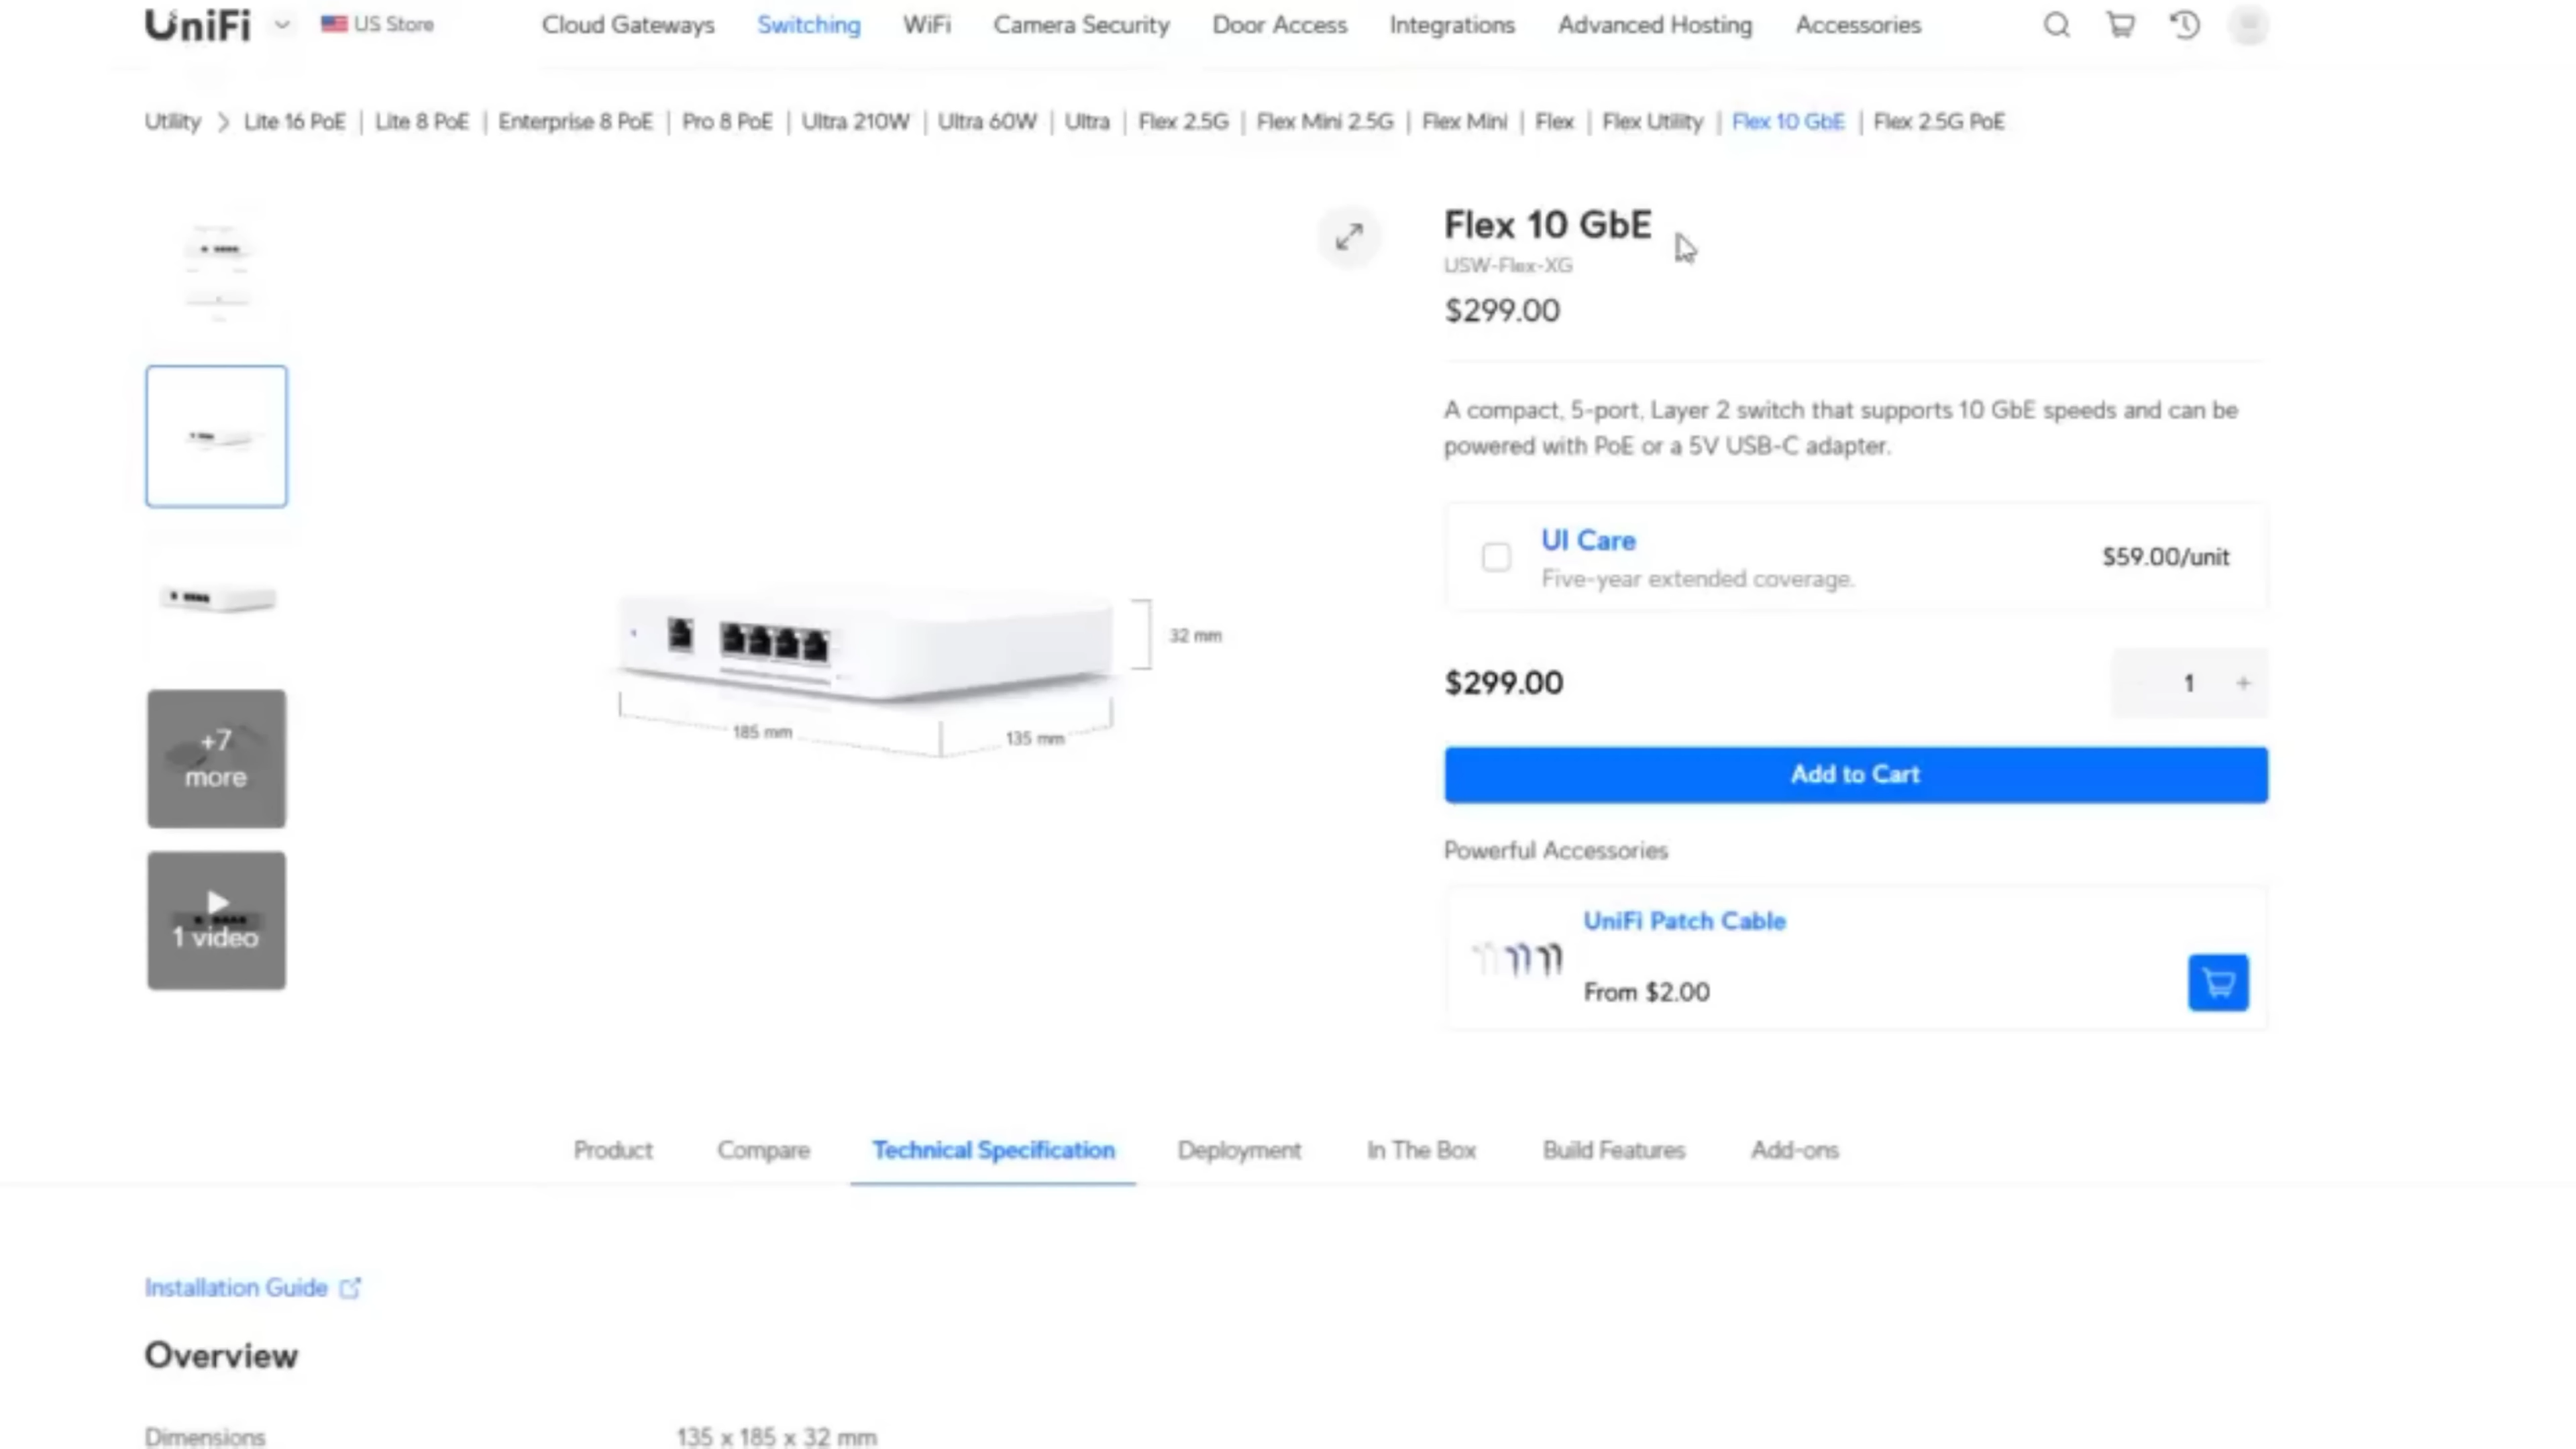 UniFi US Store Cloud Gateways Switching WiFi Camera Security Door Access Integrations Advanced Hosting Accessories
Utility > Lite 16 PoE | Lite 8 PoE | Enterprise 8 PoE | Pro 8 PoE | Ultra 210W | Ultra 60W | Ultra | Flex 2.5G | Flex Mini 2.5G | Flex Mini | Flex | Flex Utility | Flex 10 GbE | Flex 2.5G PoE
Flex 10 GbE
USW-Flex-XG
$299.00
A compact, 5-port, Layer 2 switch that supports 10 GbE speeds and can be
powered with PoE or a 5V USB-C adapter.
UI Care
Five-year extended coverage.
$59.00/unit
32 mm
185 mm
135 mm
$299.00
1 +
+7
more
Add to Cart
Powerful Accessories
1 video
UniFi Patch Cable
From $2.00
Product Compare Technical Specification Deployment In The Box Build Features Add-ons
Installation Guide
Overview
Dimensions 135 x 185 x 32 mm